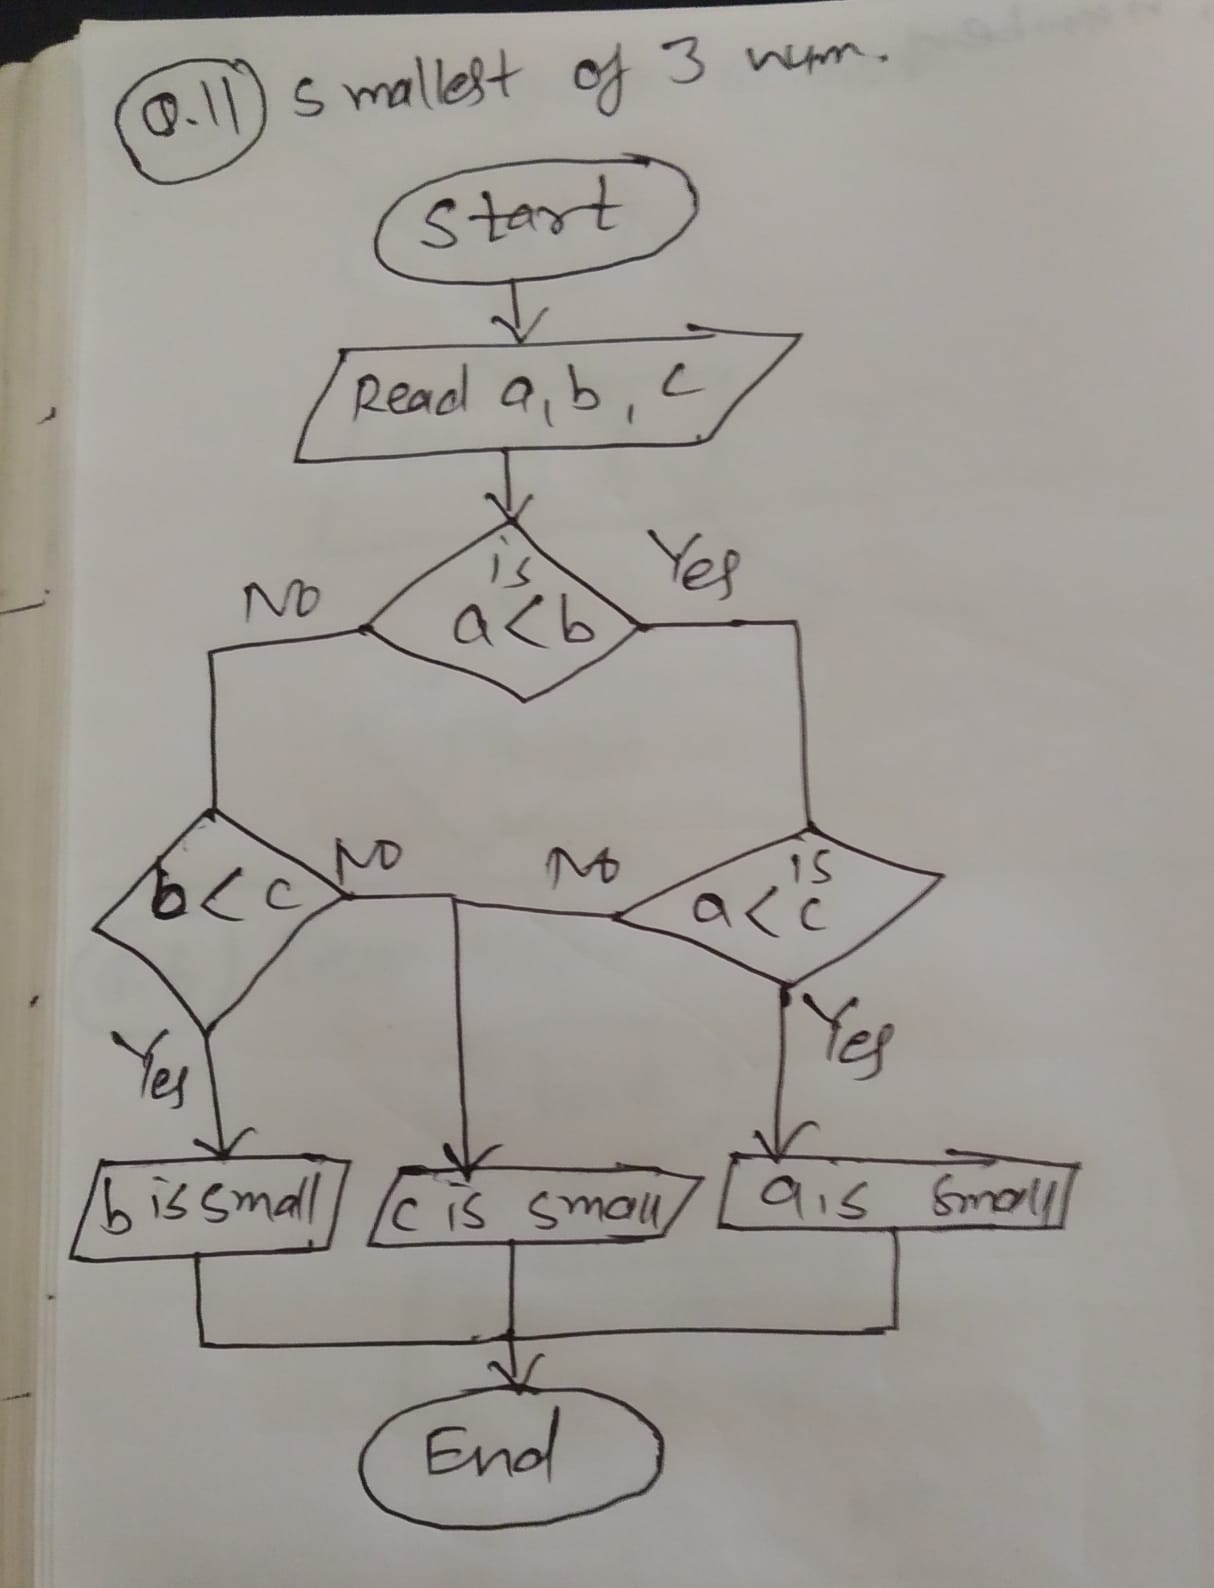 Q.11 Smallest of 3 num.
Start
Read a, b, c
is
a<b
No
Yes
b < c
No
No
is
a< c
Yes
Yes
b is small
c is small
a is small
End